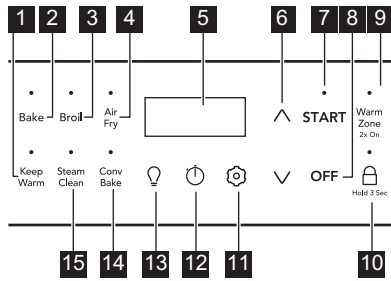 1 2 3 4 5 6 7 8 9
Bake Broil Air Fry START Warm Zone 2x On
Keep Warm Steam Clean Conv Bake OFF Hold 3 Sec
15 14 13 12 11 10